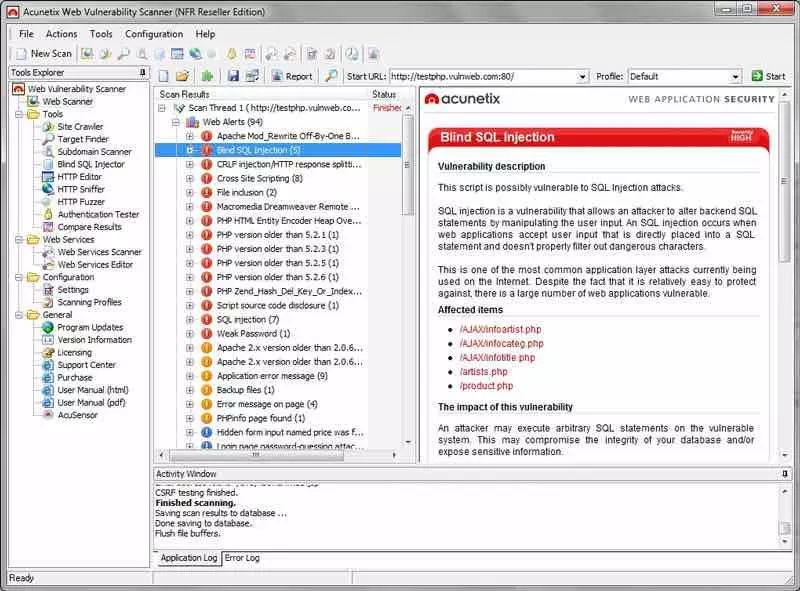 Acunetix Web Vulnerability Scanner (NFR Reseller Edition)
File Actions Tools Configuration Help
New Scan
Tools Explorer
Web Vulnerability Scanner
Web Scanner
Tools
Site Crawler
Target Finder
Subdomain Scanner
Blind SQL Injector
HTTP Editor
HTTP Sniffer
HTTP Fuzzer
Authentication Tester
Compare Results
Web Services
Web Services Scanner
Web Services Editor
Configuration
Settings
Scanning Profiles
General
Program Updates
Version Information
Licensing
Support Center
Purchase
User Manual (html)
User Manual (pdf)
AcuSensor
Report Start URL: http://testphp.vulnweb.com:80/ Profile: Default Start
Scan Results Status
Scan Thread 1 ( http://testphp.vulnweb.co... Finished
Web Alerts (94)
Apache Mod_Rewrite Off-By-One B...
Blind SQL Injection (5)
CRLF injection/HTTP response splitti...
Cross Site Scripting (8)
File inclusion (2)
Macromedia Dreamweaver Remote ...
PHP HTML Entity Encoder Heap Ove...
PHP version older than 5.2.1 (1)
PHP version older than 5.2.3 (1)
PHP version older than 5.2.5 (1)
PHP version older than 5.2.6 (1)
PHP Zend_Hash_Del_Key_Or_Index...
Script source code disclosure (1)
SQL injection (7)
Weak Password (1)
Apache 2.x version older than 2.0.6...
Apache 2.x version older than 2.0.6...
Application error message (9)
Backup files (1)
Error message on page (4)
PHPinfo page found (1)
Hidden form input named price was f...
Login page password-guessing attac...
acunetix WEB APPLICATION SECURITY
Blind SQL Injection Severity HIGH
Vulnerability description
This script is possibly vulnerable to SQL Injection attacks.
SQL injection is a vulnerability that allows an attacker to alter backend SQL
statements by manipulating the user input. An SQL injection occurs when
web applications accept user input that is directly placed into a SQL
statement and doesn't properly filter out dangerous characters.
This is one of the most common application layer attacks currently being
used on the Internet. Despite the fact that it is relatively easy to protect
against, there is a large number of web applications vulnerable.
Affected items
/AJAX/infoartist.php
/AJAX/infocateg.php
/AJAX/infotitle.php
/artists.php
/product.php
The impact of this vulnerability
An attacker may execute arbitrary SQL statements on the vulnerable
system. This may compromise the integrity of your database and/or
expose sensitive information.
Activity Window
CSRF testing finished.
Finished scanning.
Saving scan results to database ...
Done saving to database.
Flush file buffers.
Application Log Error Log
Ready